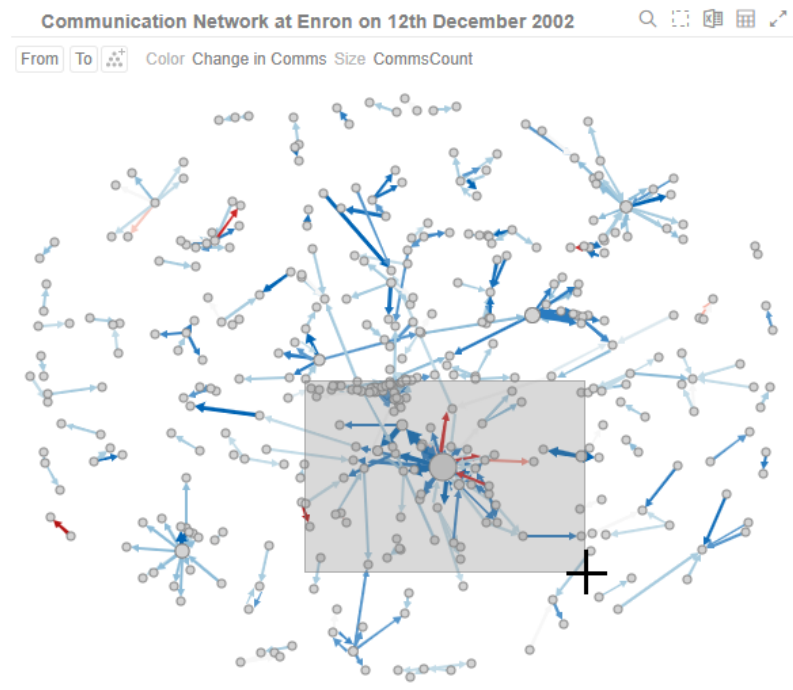 Communication Network at Enron on 12th December 2002
From To Color Change in Comms Size CommsCount